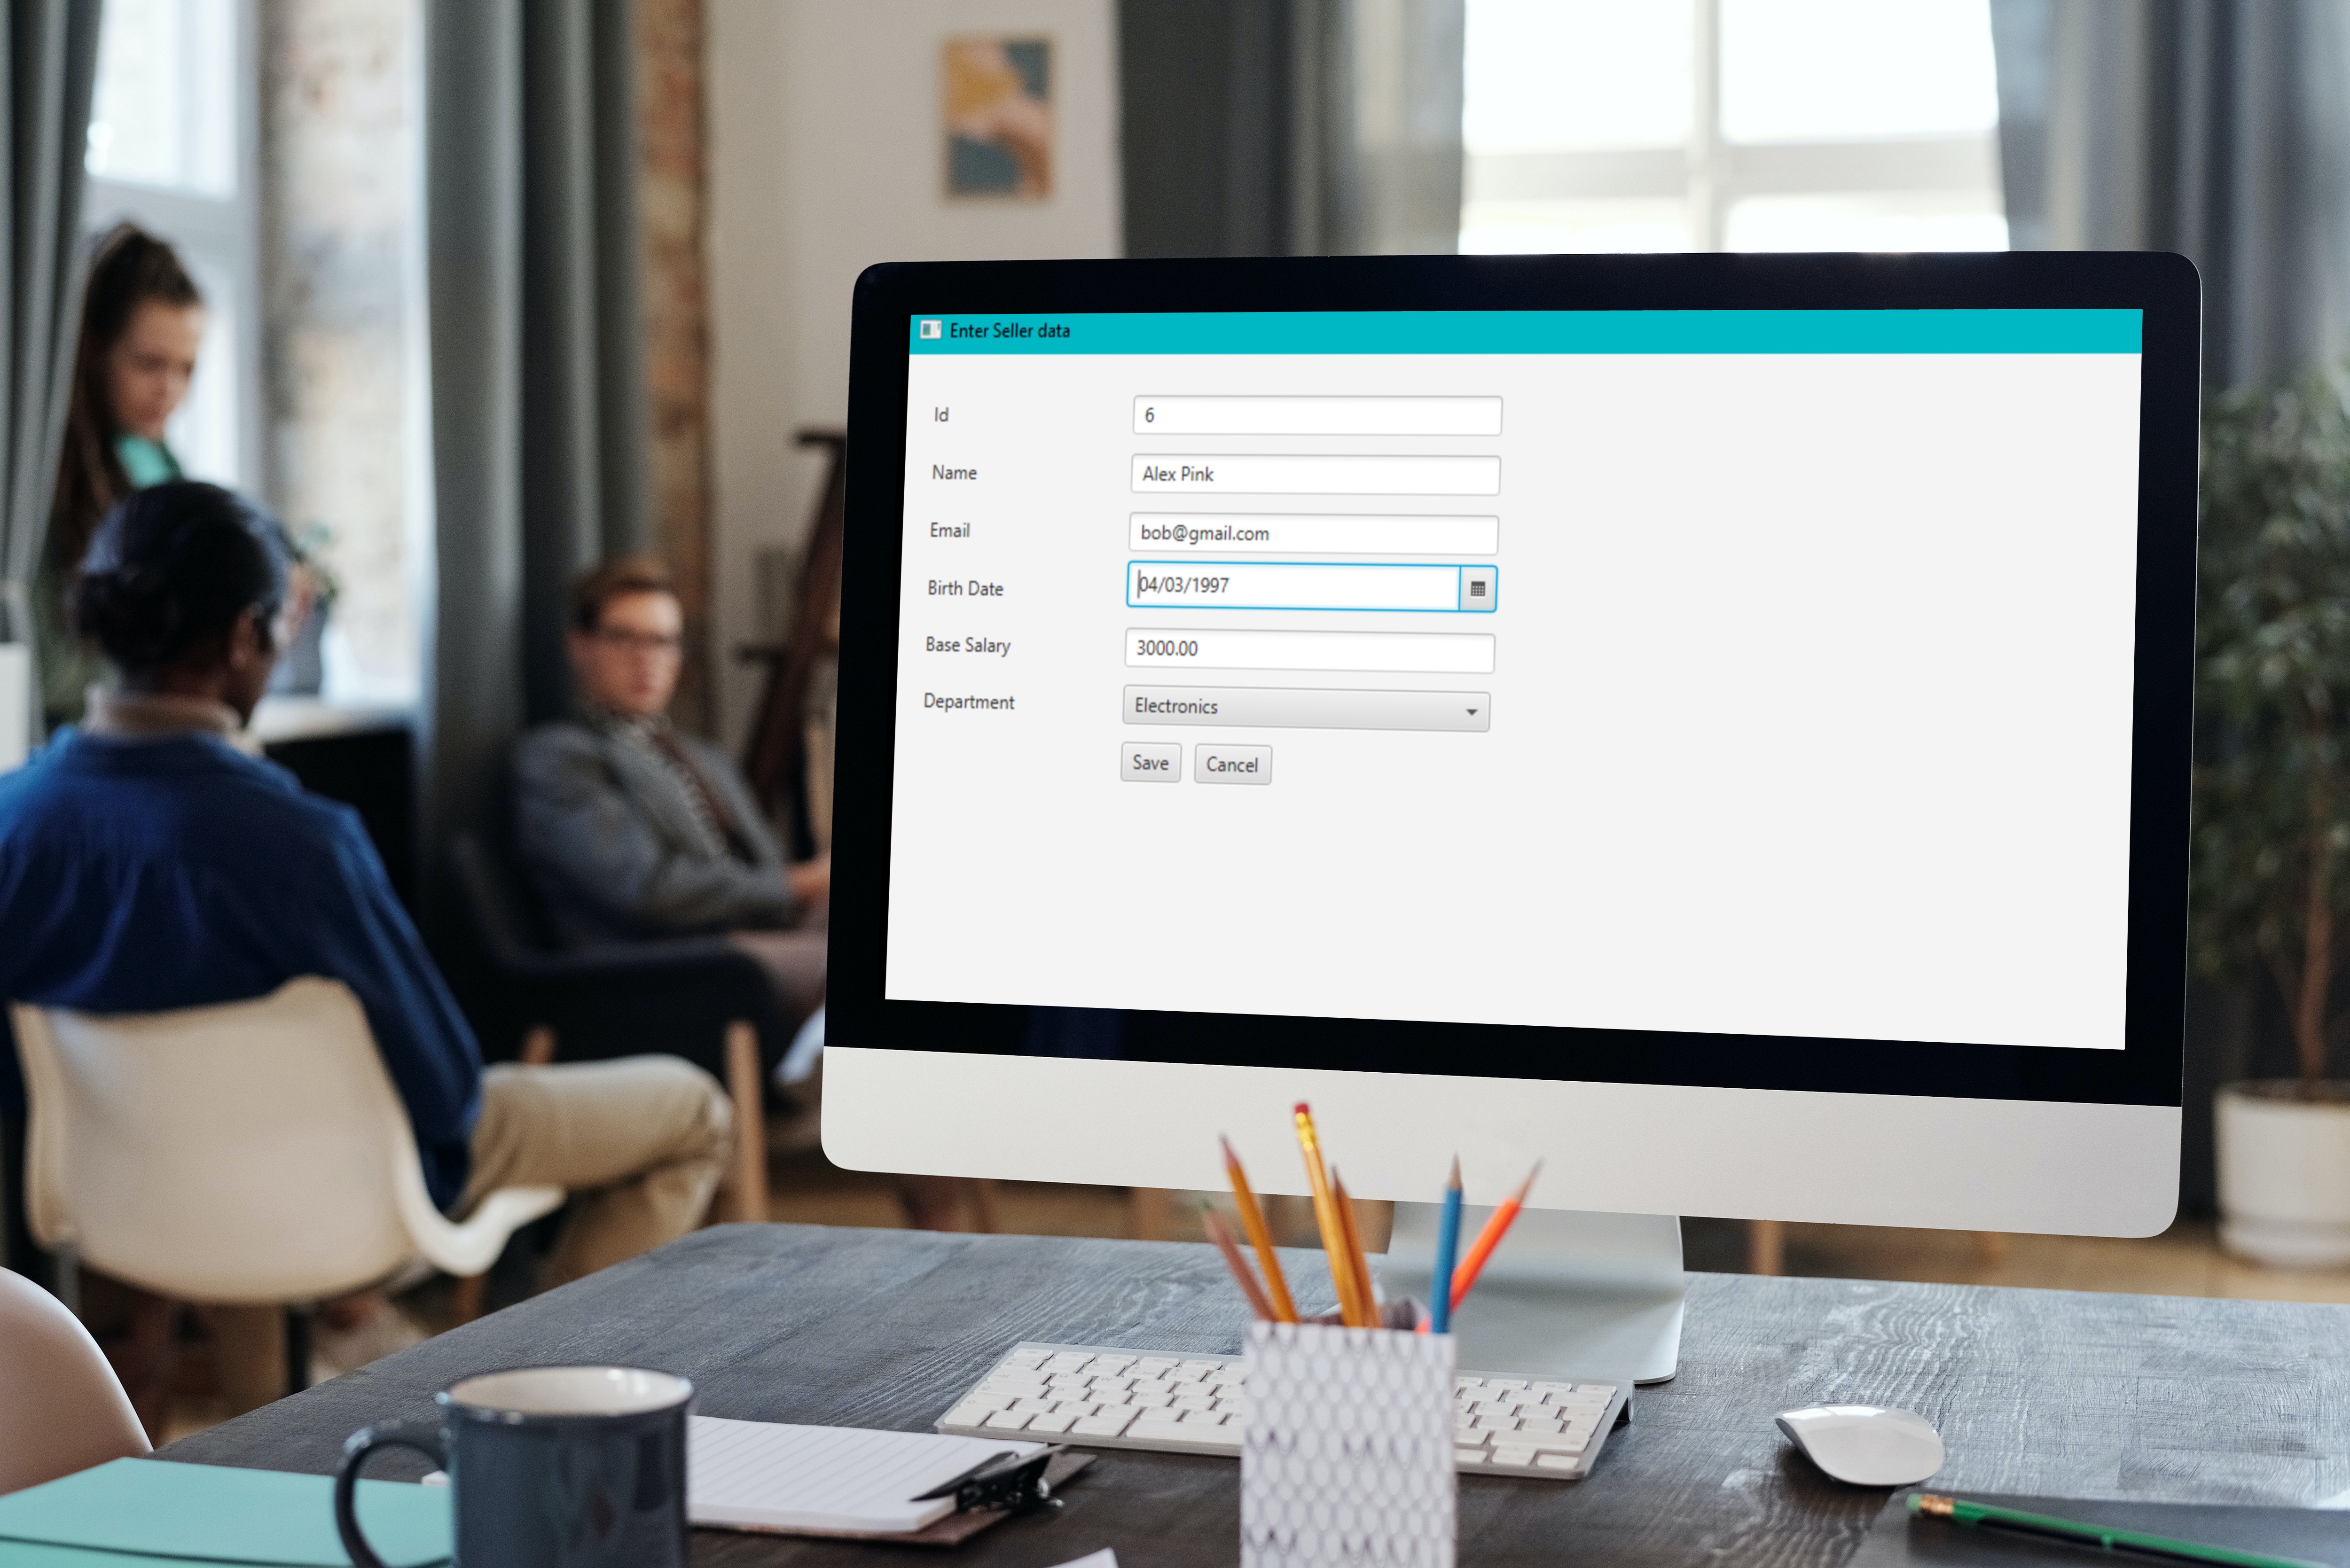 Enter Seller data
Id 6
Name Alex Pink
Email bob@gmail.com
Birth Date 04/03/1997
Base Salary 3000.00
Department Electronics
Save Cancel